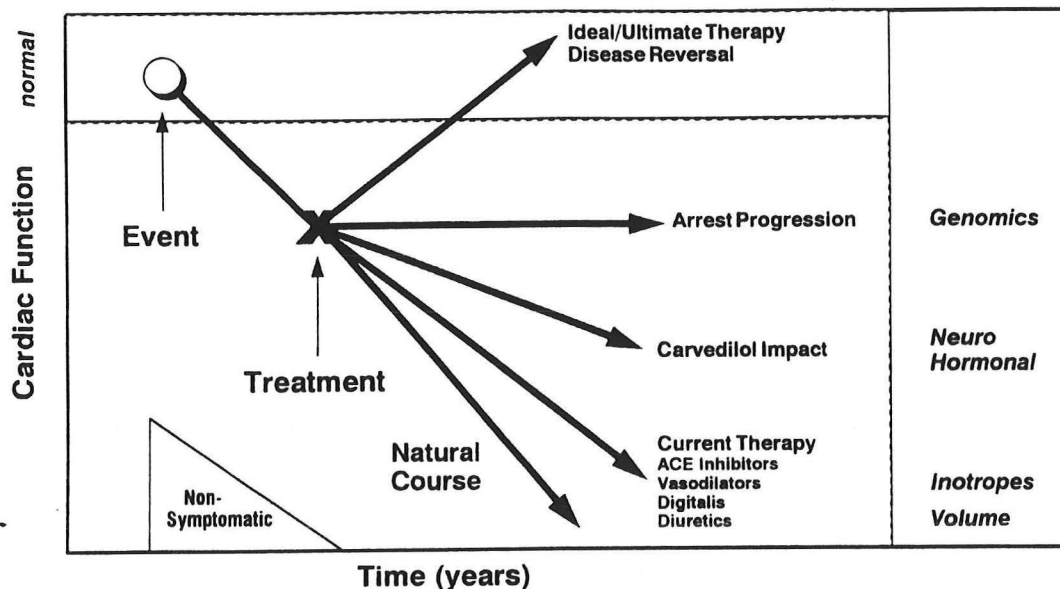 normal
Cardiac Function
Ideal/Ultimate Therapy
Disease Reversal
Event
X
Arrest Progression
Genomics
Treatment
Carvedilol Impact
Neuro
Hormonal
Natural
Course
Current Therapy
ACE Inhibitors
Vasodilators
Digitalis
Diuretics
Inotropes
Volume
Non-
Symptomatic
Time (years)